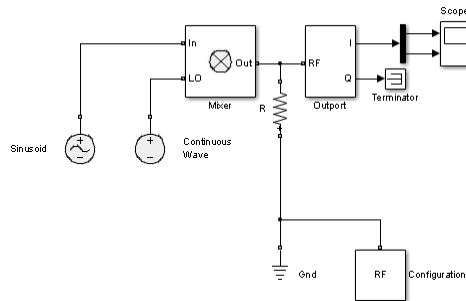 Scope
In
Out
LO
Mixer
RF
I
Q
Outport
Terminator
R
Sinusoid
Continuous
Wave
Gnd
RF
Configuration